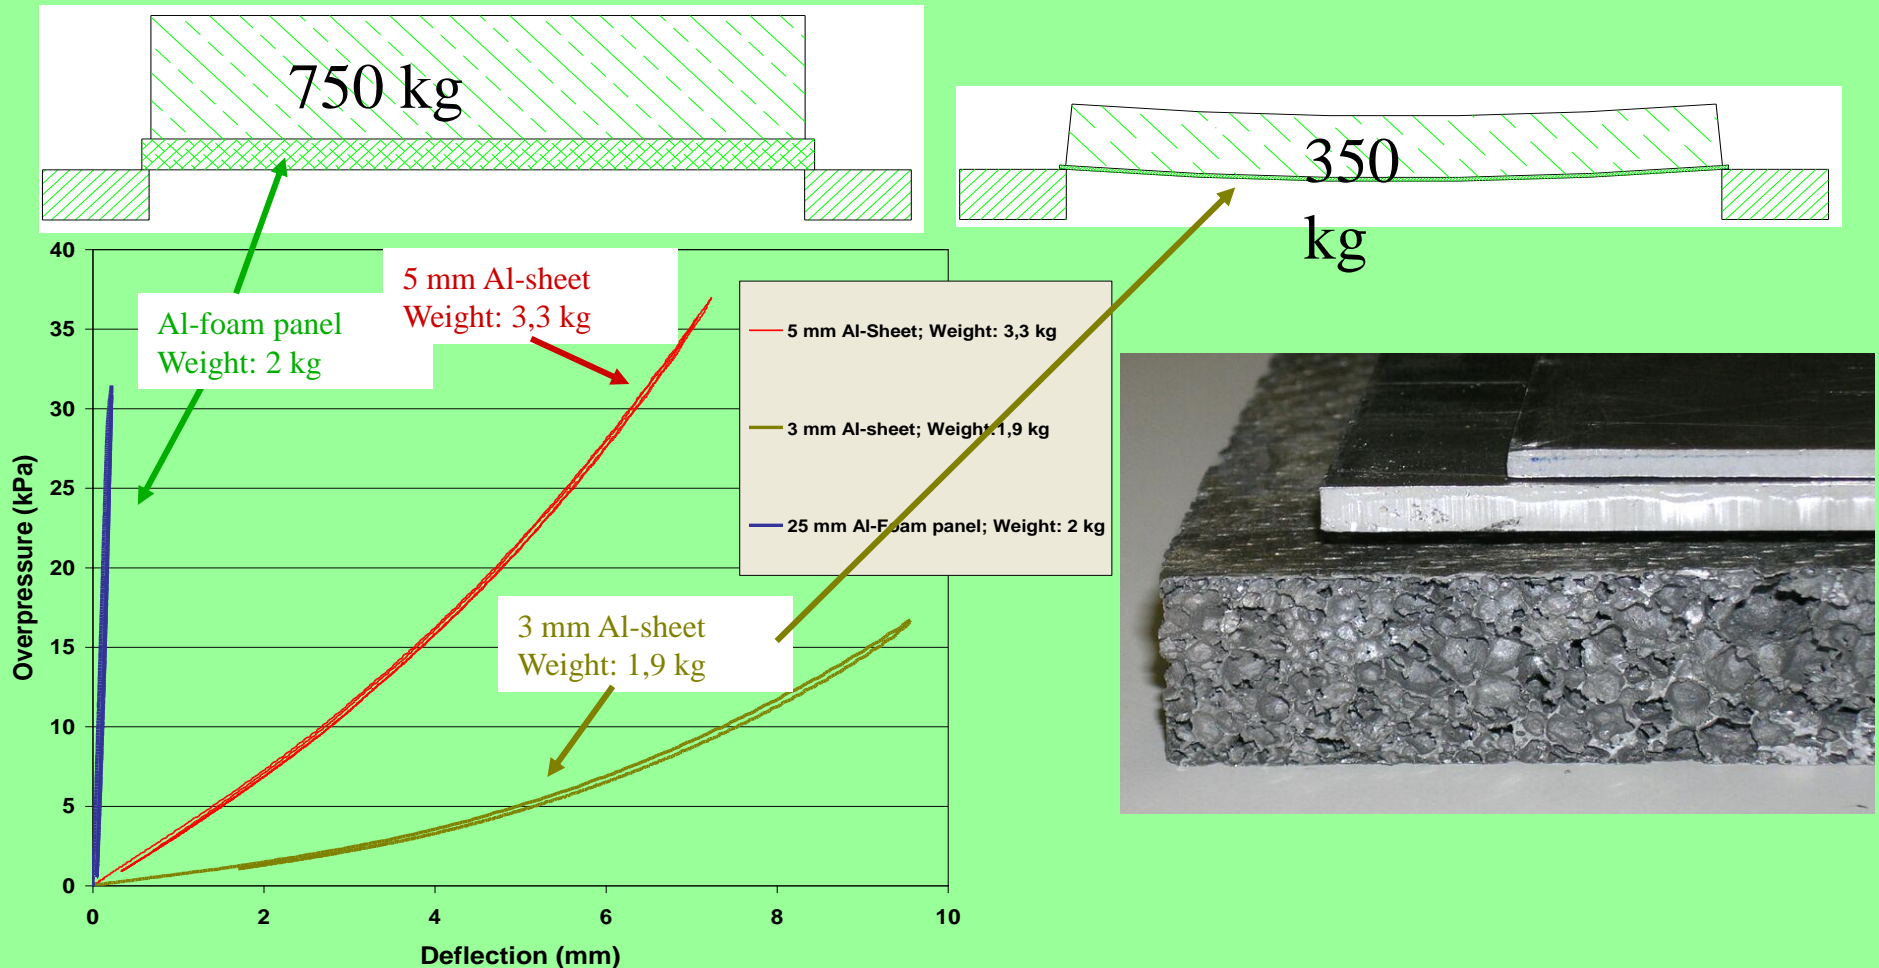 750 kg
350
kg
40
35
30
25
20
15
10
5
0
0
2
4
6
8
10
Overpressure (kPa)
Deflection (mm)
Al-foam panel
Weight: 2 kg
5 mm Al-sheet
Weight: 3,3 kg
3 mm Al-sheet
Weight: 1,9 kg
5 mm Al-Sheet; Weight: 3,3 kg
3 mm Al-sheet; Weight:1,9 kg
25 mm Al-Foam panel; Weight: 2 kg